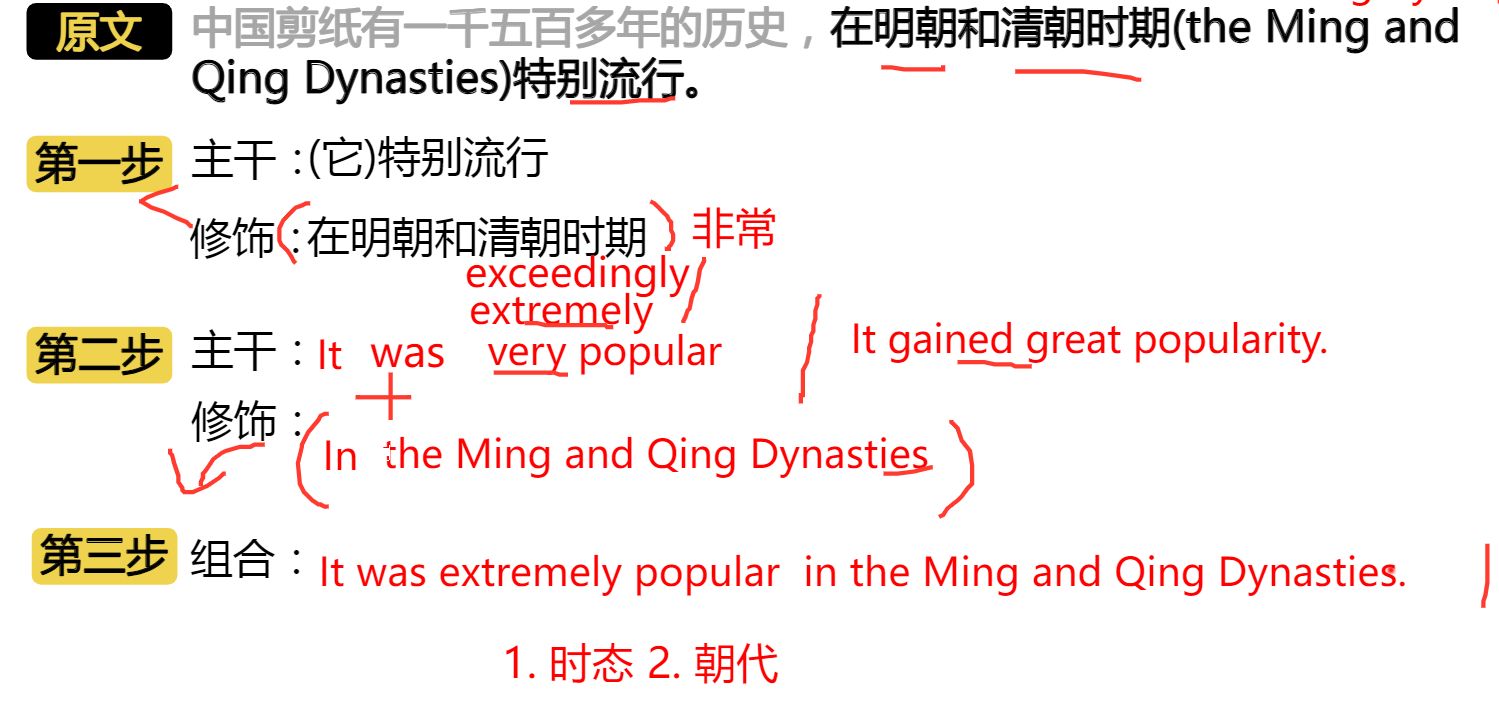 原文 中国剪纸有一千五百多年的历史，在明朝和清朝时期(the Ming and
Qing Dynasties)特别流行。
第一步 主干：(它)特别流行
修饰：在明朝和清朝时期 非常
exceedingly
extremely
第二步 主干：It was very popular It gained great popularity.
修饰：
In the Ming and Qing Dynasties
第三步 组合：It was extremely popular in the Ming and Qing Dynasties.
1. 时态 2. 朝代